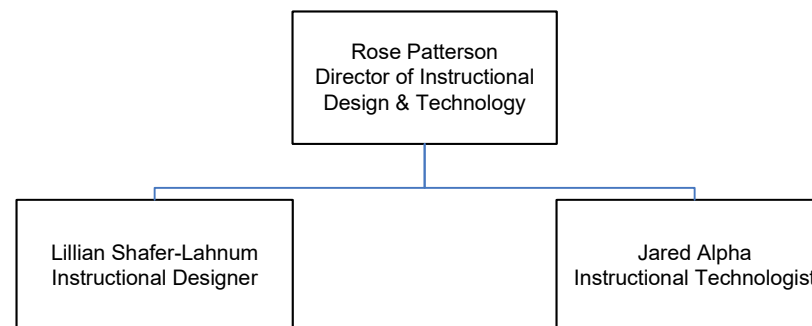 Rose Patterson
Director of Instructional
Design & Technology
Lillian Shafer-Lahnum
Instructional Designer
Jared Alpha
Instructional Technologist